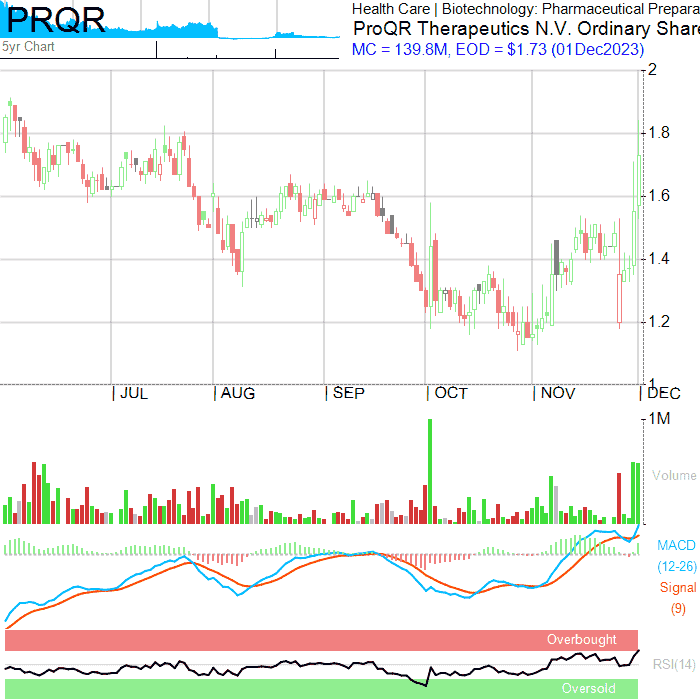 PRQR
5yr Chart
Health Care | Biotechnology: Pharmaceutical Prepara
ProQR Therapeutics N.V. Ordinary Share
MC = 139.8M, EOD = $1.73 (01Dec2023)
2
1.8
1.6
1.4
1.2
1
JUL
AUG
SEP
OCT
NOV
DEC
1M
Volume
MACD
(12-26)
Signal
(9)
Overbought
RSI(14)
Oversold